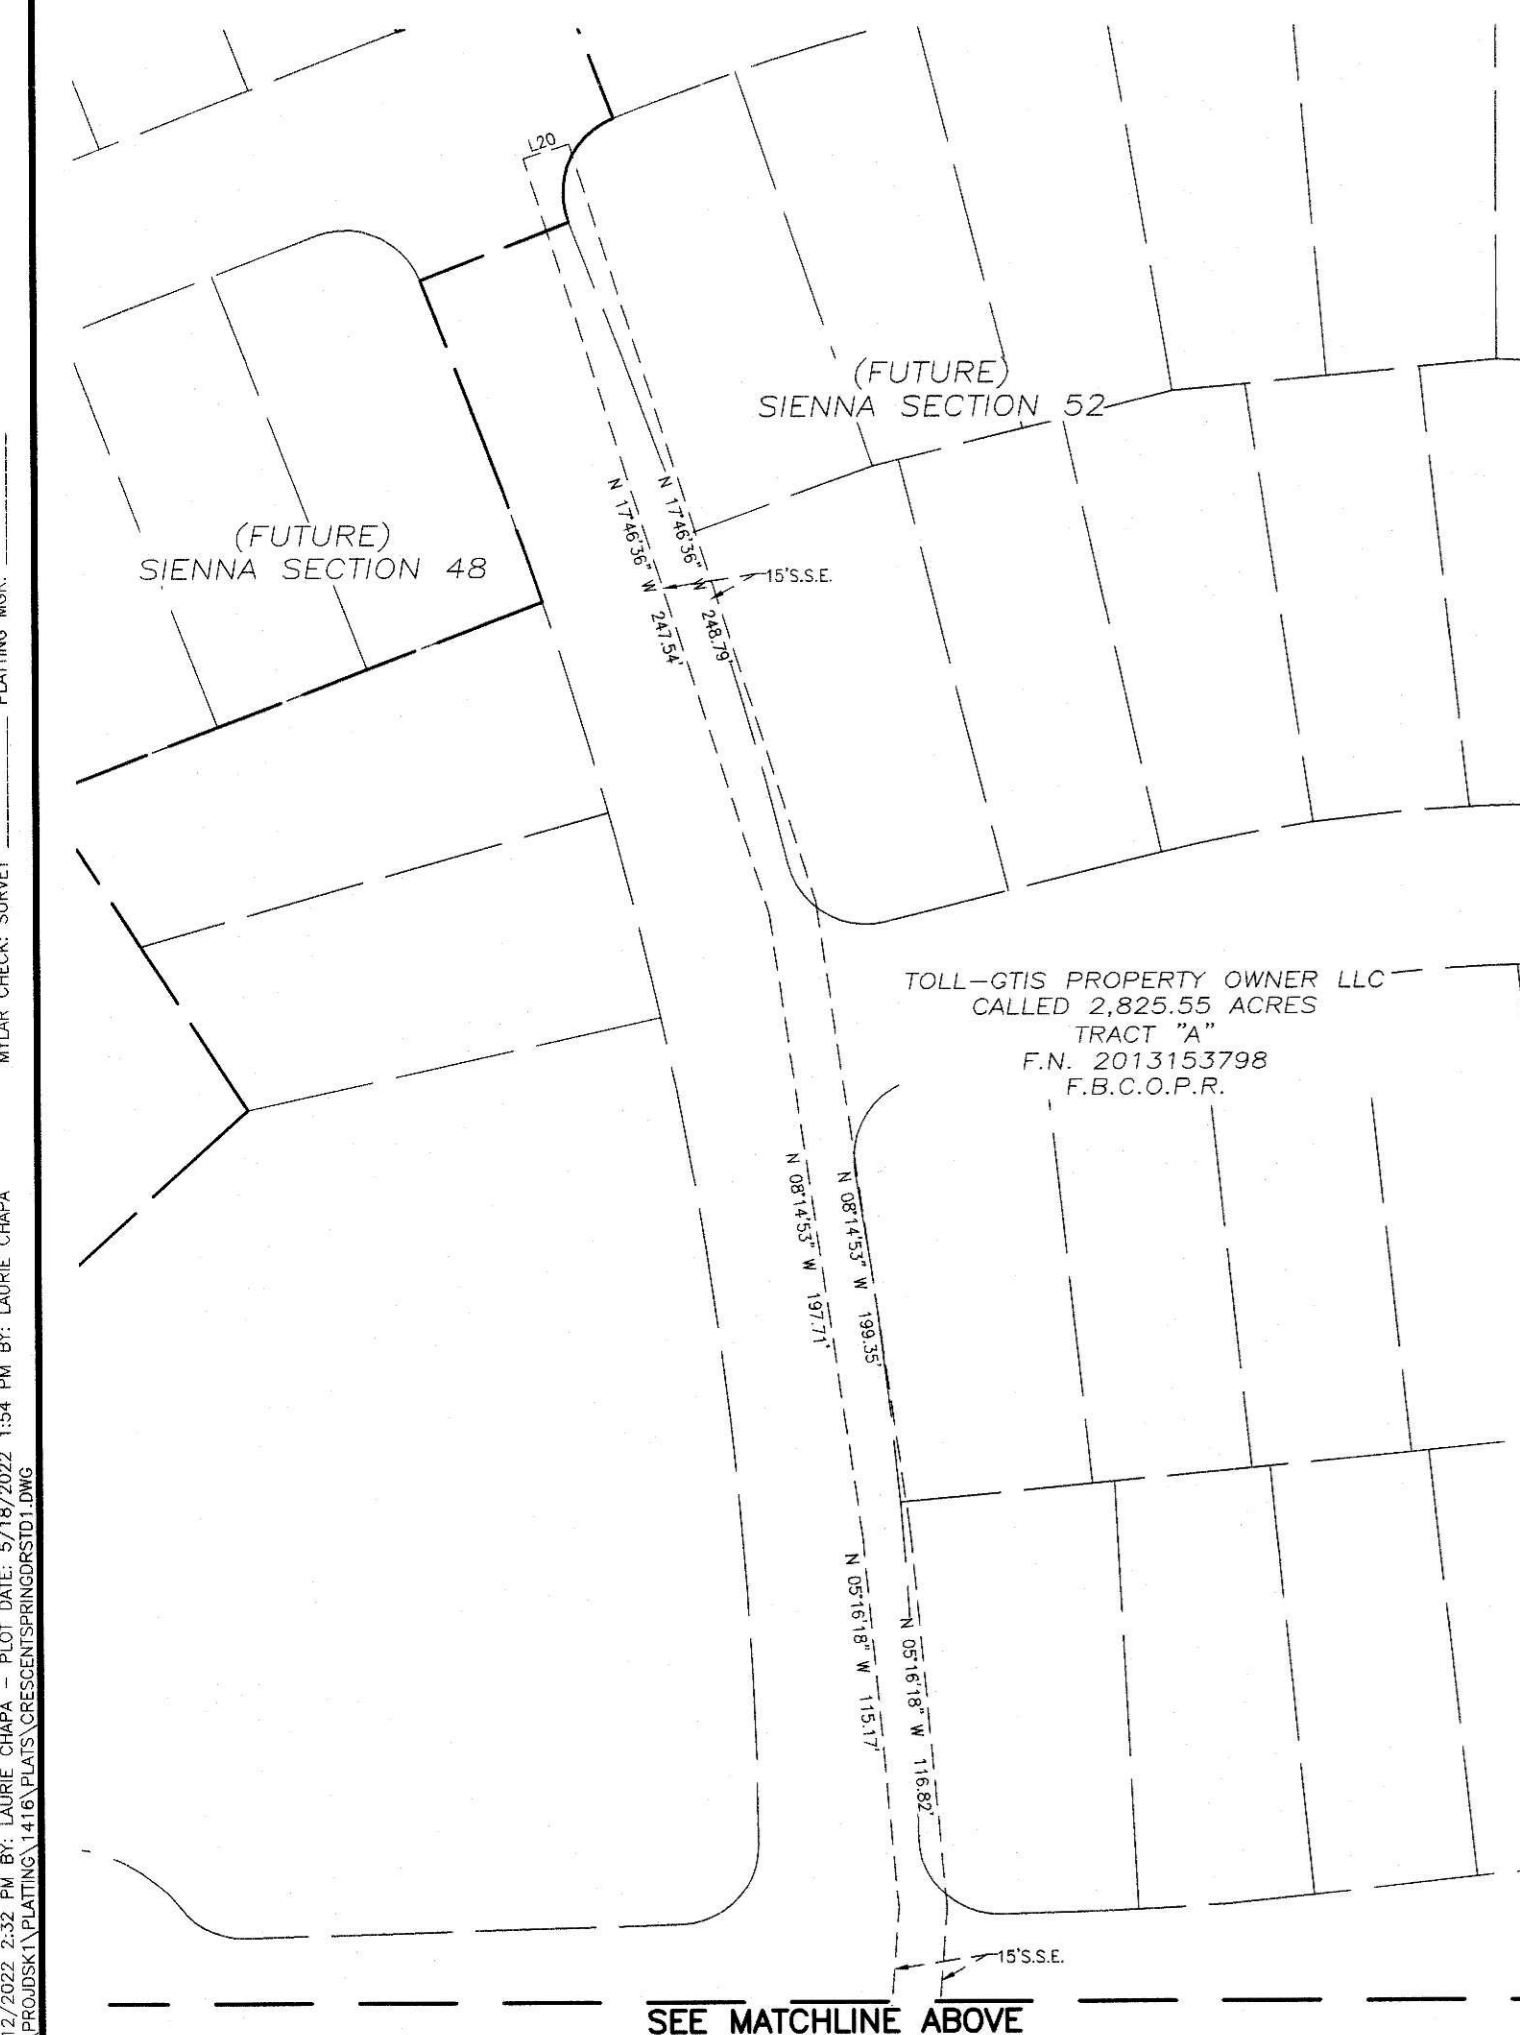 L20
(FUTURE)
SIENNA SECTION 52
(FUTURE)
SIENNA SECTION 48
N 17°46'36" W 247.54'
N 17°46'36" W 248.79'
15'S.S.E.
TOLL-GTIS PROPERTY OWNER LLC
CALLED 2,825.55 ACRES
TRACT "A"
F.N. 2013153798
F.B.C.O.P.R.
N 08°14'53" W 197.71'
N 08°14'53" W 199.35'
N 05°16'18" W 115.17'
N 05°16'18" W 116.82'
15'S.S.E.
SEE MATCHLINE ABOVE
12/2022 2:32 PM BY: LAURIE CHAPA - PLOT DATE: 5/18/2022 1:54 PM BY: LAURIE CHAPA MYLAR CHECK: SURVEY ________ PLATTING MGR. ________
PROJDSK1\PLATTING\1416\PLATS\CRESCENTSPRINGDRSTD1.DWG